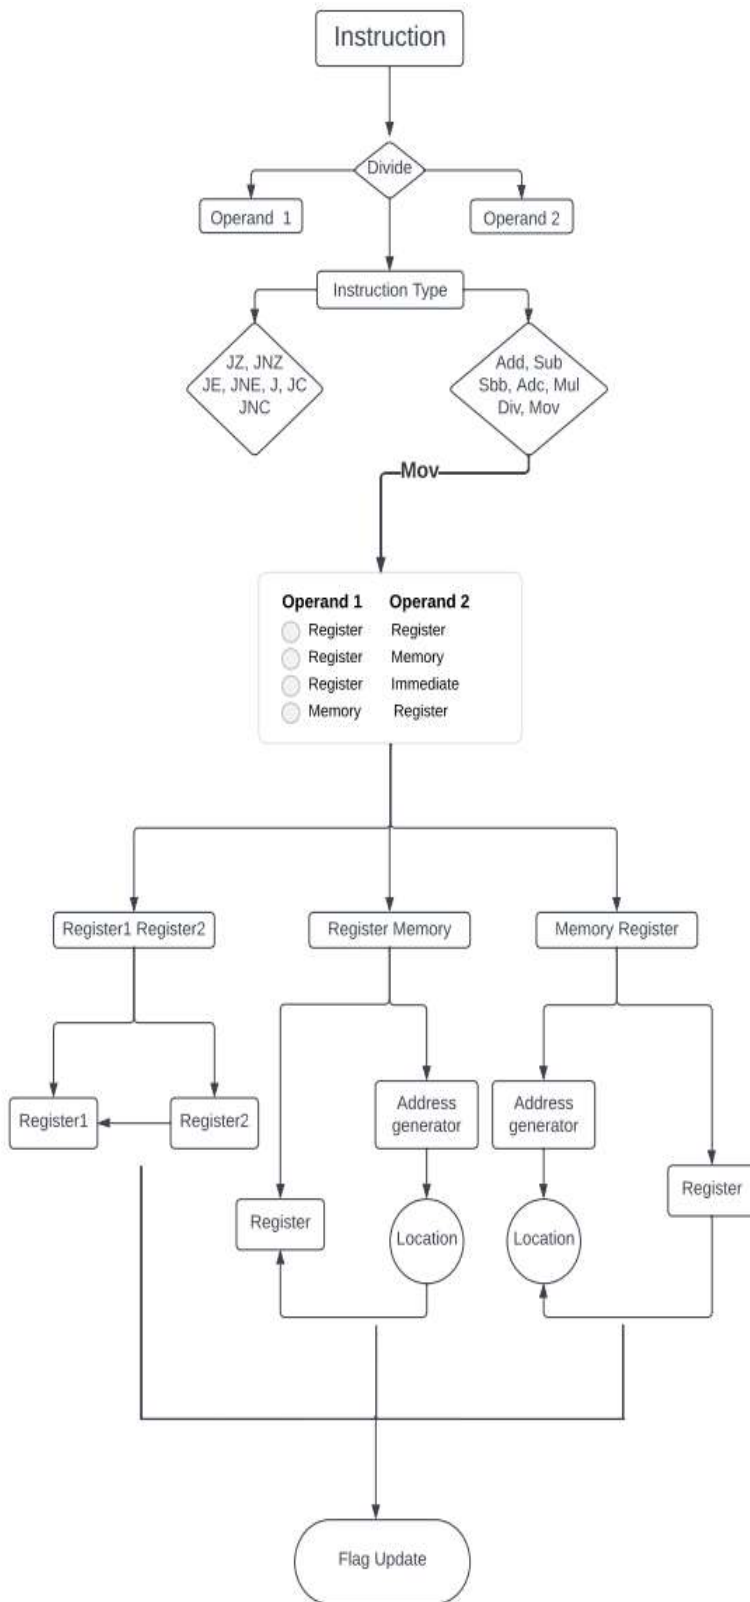 Instruction
Divide
Operand 1
Operand 2
Instruction Type
JZ, JNZ
JE, JNE, J, JC
JNC
Add, Sub
Sbb, Adc, Mul
Div, Mov
Mov
Operand 1 Operand 2
Register Register
Register Memory
Register Immediate
Memory Register
Register1 Register2
Register Memory
Memory Register
Register1
Register2
Address
generator
Address
generator
Register
Register
Location
Location
Flag Update